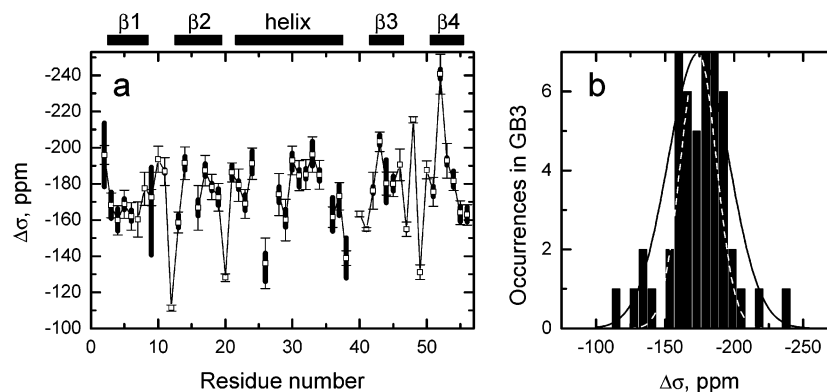 β1 β2 helix β3 β4
a
-240
-220
-200
-180
-160
-140
-120
-100
Δσ, ppm
0 10 20 30 40 50
Residue number
b
6
4
2
0
Occurrences in GB3
-100 -150 -200 -250
Δσ, ppm